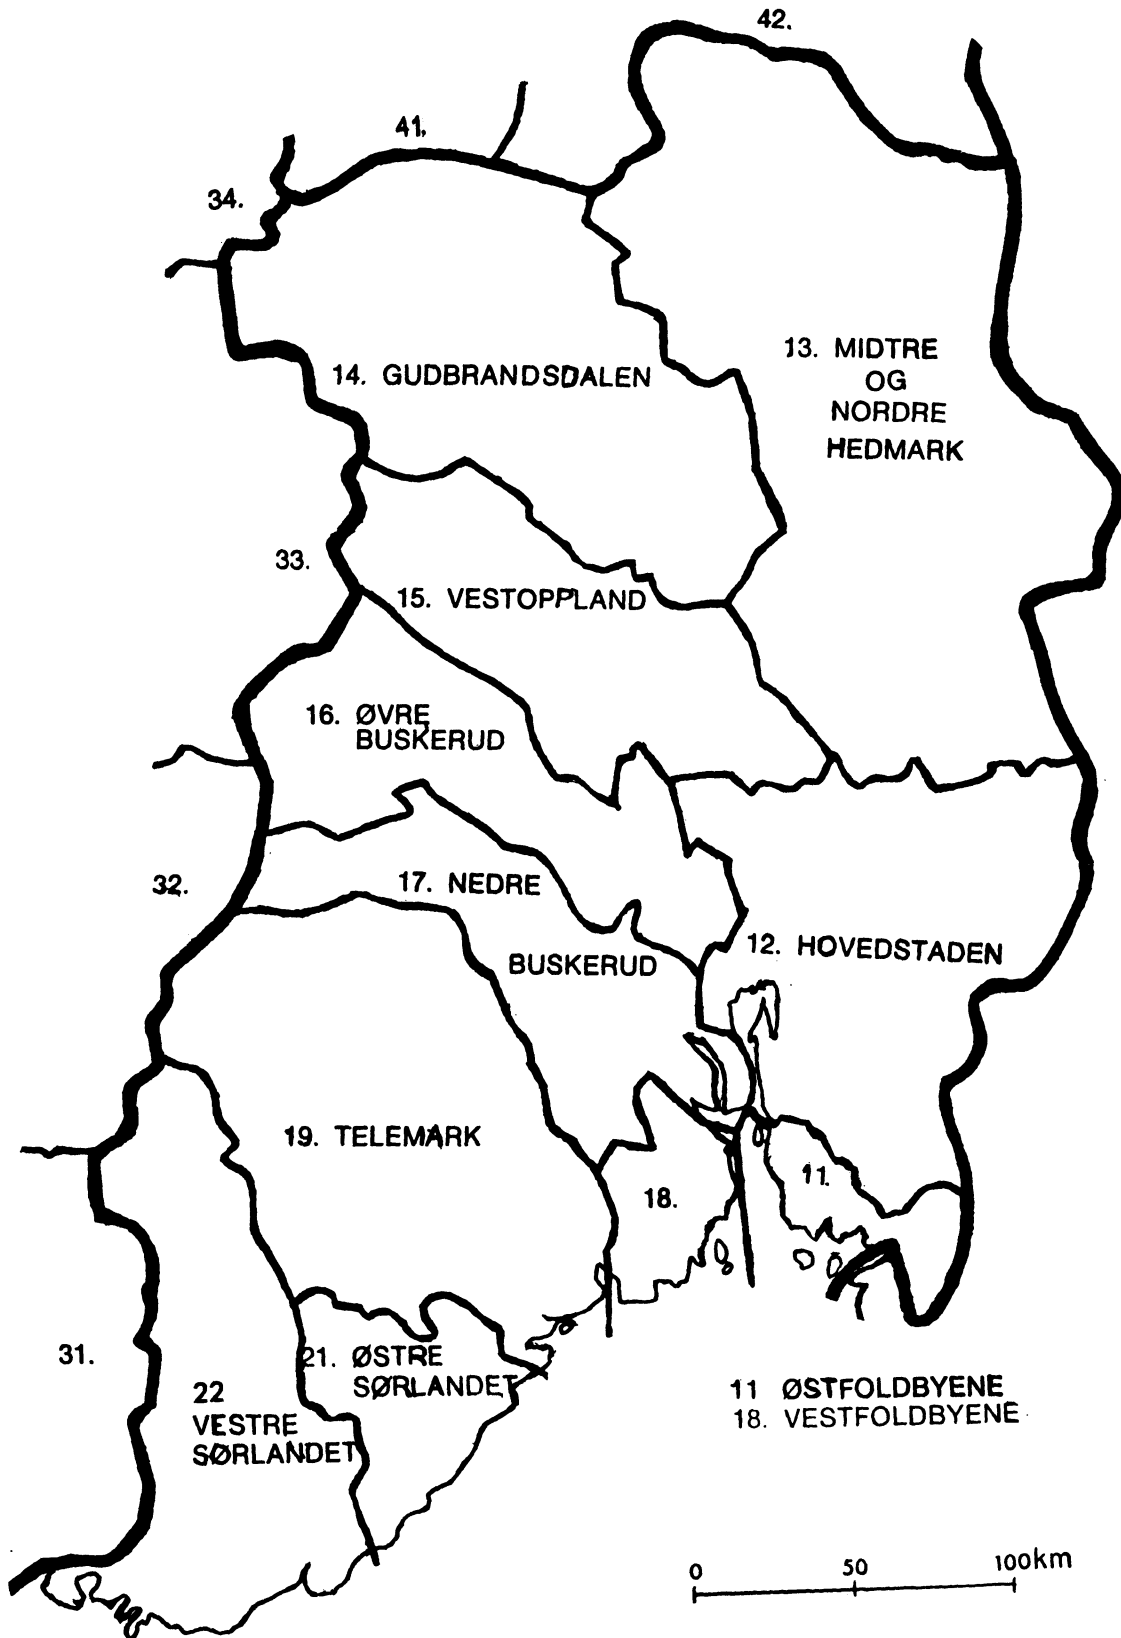 42.
41.
34.
13. MIDTRE
OG
NORDRE
HEDMARK
14. GUDBRANDSDALEN
33.
15. VESTOPPLAND
16. ØVRE
BUSKERUD
32.
17. NEDRE
BUSKERUD
12. HOVEDSTADEN
19. TELEMARK
11.
18.
31.
21. ØSTRE
SØRLANDET
22
VESTRE
SØRLANDET
11 ØSTFOLDBYENE
18. VESTFOLDBYENE
0 50 100km